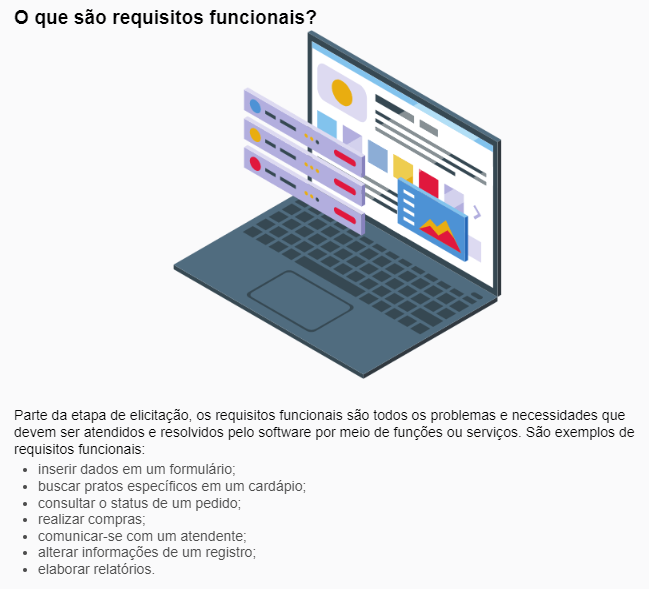 O que são requisitos funcionais?
Parte da etapa de elicitação, os requisitos funcionais são todos os problemas e necessidades que
devem ser atendidos e resolvidos pelo software por meio de funções ou serviços. São exemplos de
requisitos funcionais:
• inserir dados em um formulário;
• buscar pratos específicos em um cardápio;
• consultar o status de um pedido;
• realizar compras;
• comunicar-se com um atendente;
• alterar informações de um registro;
• elaborar relatórios.